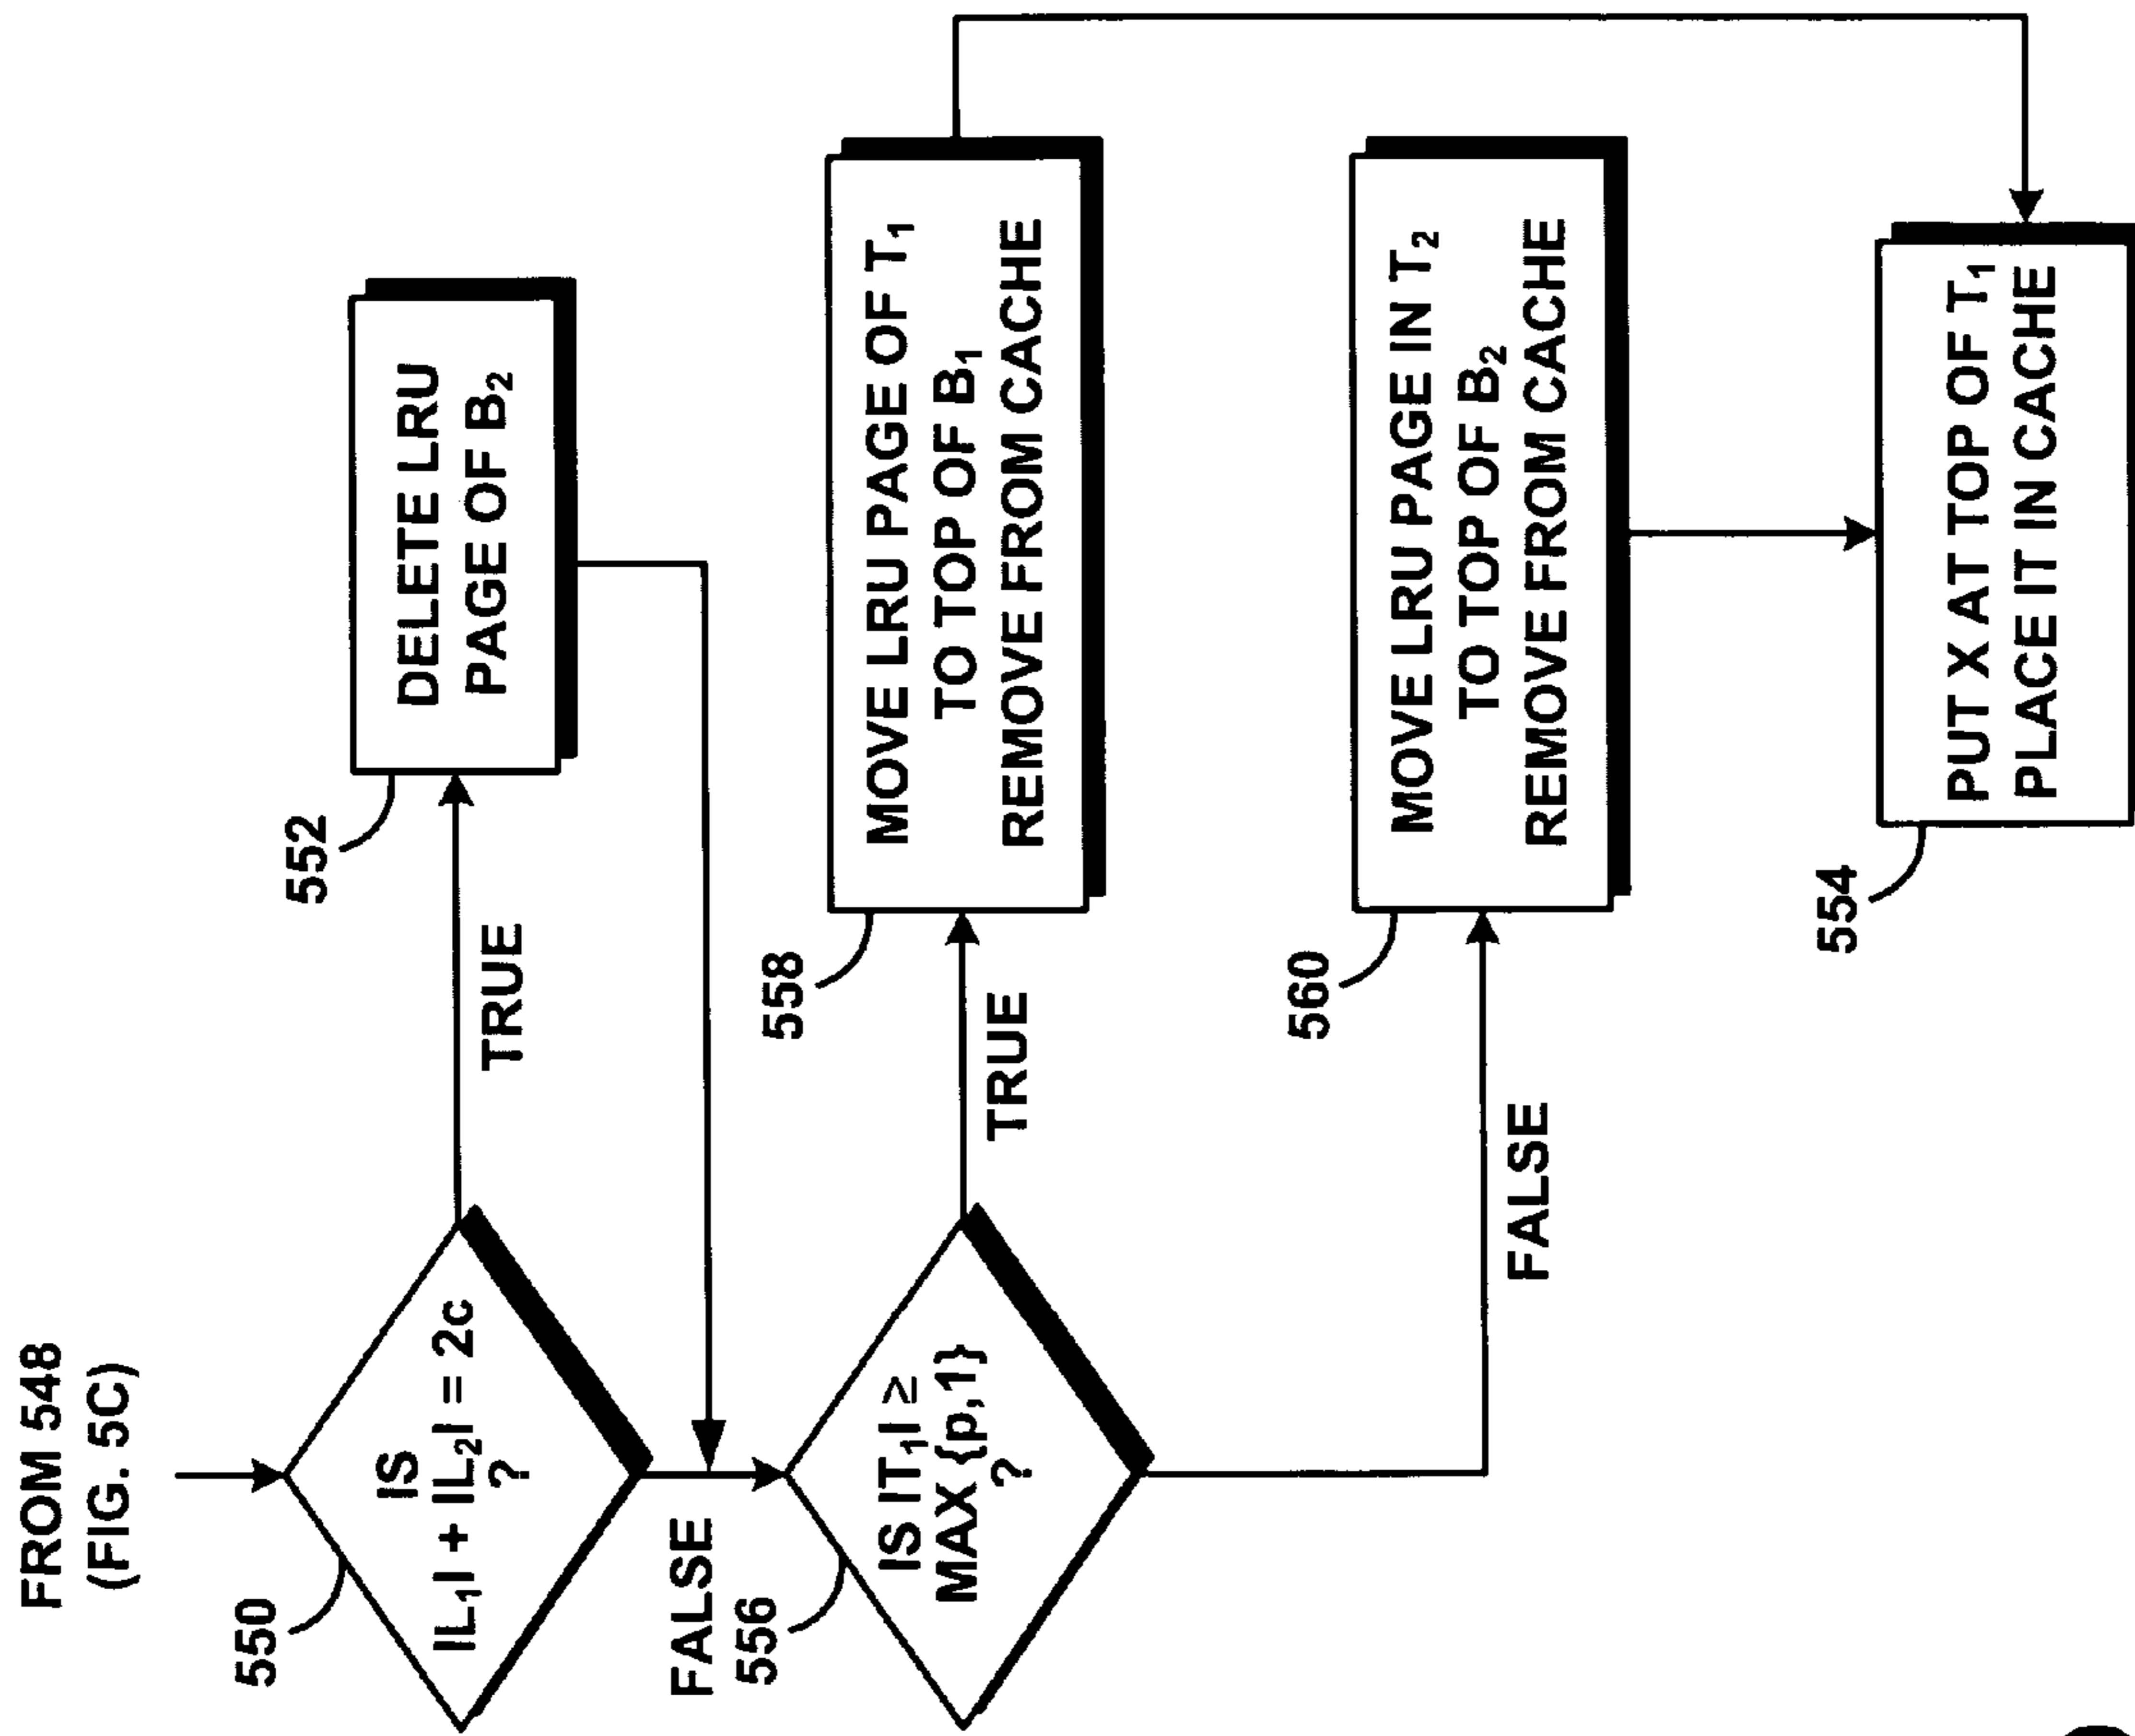 FROM 548
(FIG. 5C)
550
IS
|L₁| + |L₂| = 2c
?
TRUE
552
DELETE LRU
PAGE OF B₂
FALSE
556
IS |T₁| ≥
MAX {p,1}
?
TRUE
558
MOVE LRU PAGE OF T₁
TO TOP OF B₁
REMOVE FROM CACHE
FALSE
560
MOVE LRU PAGE IN T₂
TO TOP OF B₂
REMOVE FROM CACHE
554
PUT X AT TOP OF T₁
PLACE IT IN CACHE